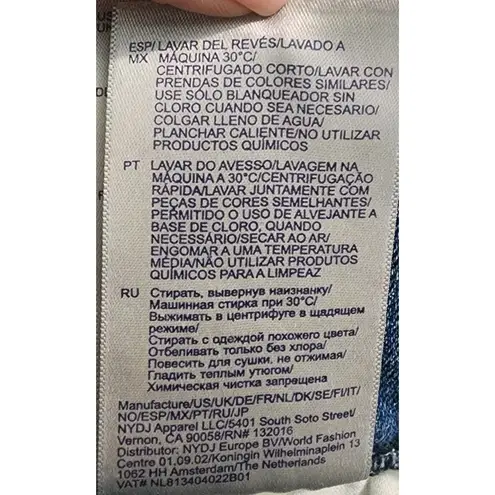 ESP/ LAVAR DEL REVÉS/LAVADO A
MX MÁQUINA 30°C/
CENTRIFUGADO CORTO/LAVAR CON
PRENDAS DE COLORES SIMILARES/
USE SÓLO BLANQUEADOR SIN
CLORO CUANDO SEA NECESARIO/
COLGAR LLENO DE AGUA/
PLANCHAR CALIENTE/NO UTILIZAR
PRODUCTOS QUÍMICOS
PT LAVAR DO AVESSO/LAVAGEM NA
MÁQUINA A 30°C/CENTRIFUGAÇÃO
RÁPIDA/LAVAR JUNTAMENTE COM
PEÇAS DE CORES SEMELHANTES/
PERMITIDO O USO DE ALVEJANTE A
BASE DE CLORO, QUANDO
NECESSÁRIO/SECAR AO AR/
ENGOMAR A UMA TEMPERATURA
MÉDIA/NÃO UTILIZAR PRODUTOS
QUÍMICOS PARA A LIMPEAZ
RU Стирать, вывернув наизнанку/
Машинная стирка при 30°C/
Выжимать в центрифуге в щадящем
режиме/
Стирать с одеждой похожего цвета/
Отбеливать только без хлора/
Повесить для сушки, не отжимая/
Гладить теплым утюгом/
Химическая чистка запрещена
Manufacture/US/UK/DE/FR/NL/DK/SE/FI/IT/
NO/ESP/MX/PT/RU/JP
NYDJ Apparel LLC/5401 South Soto Street/
Vernon, CA 90058/RN# 132016
Distributor: NYDJ Europe BV/World Fashion
Centre 01.09.02/Koningin Wilhelminaplein 13
1062 HH Amsterdam/The Netherlands
VAT# NL813404022B01